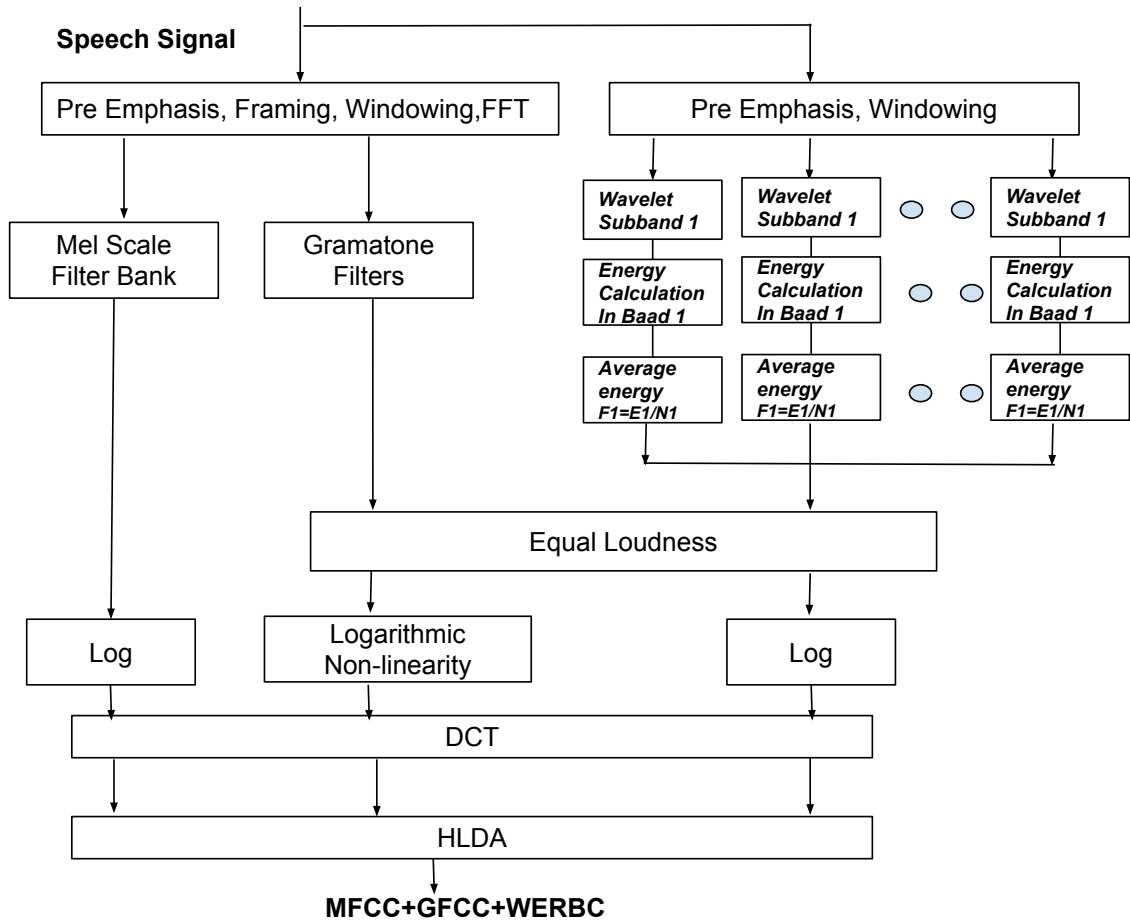 Speech Signal
Pre Emphasis, Framing, Windowing,FFT
Pre Emphasis, Windowing
Mel Scale
Filter Bank
Gramatone
Filters
Wavelet
Subband 1
Wavelet
Subband 1
Wavelet
Subband 1
Energy
Calculation
In Baad 1
Energy
Calculation
In Baad 1
Energy
Calculation
In Baad 1
Average
energy
F1=E1/N1
Average
energy
F1=E1/N1
Average
energy
F1=E1/N1
Equal Loudness
Log
Logarithmic
Non-linearity
Log
DCT
HLDA
MFCC+GFCC+WERBC